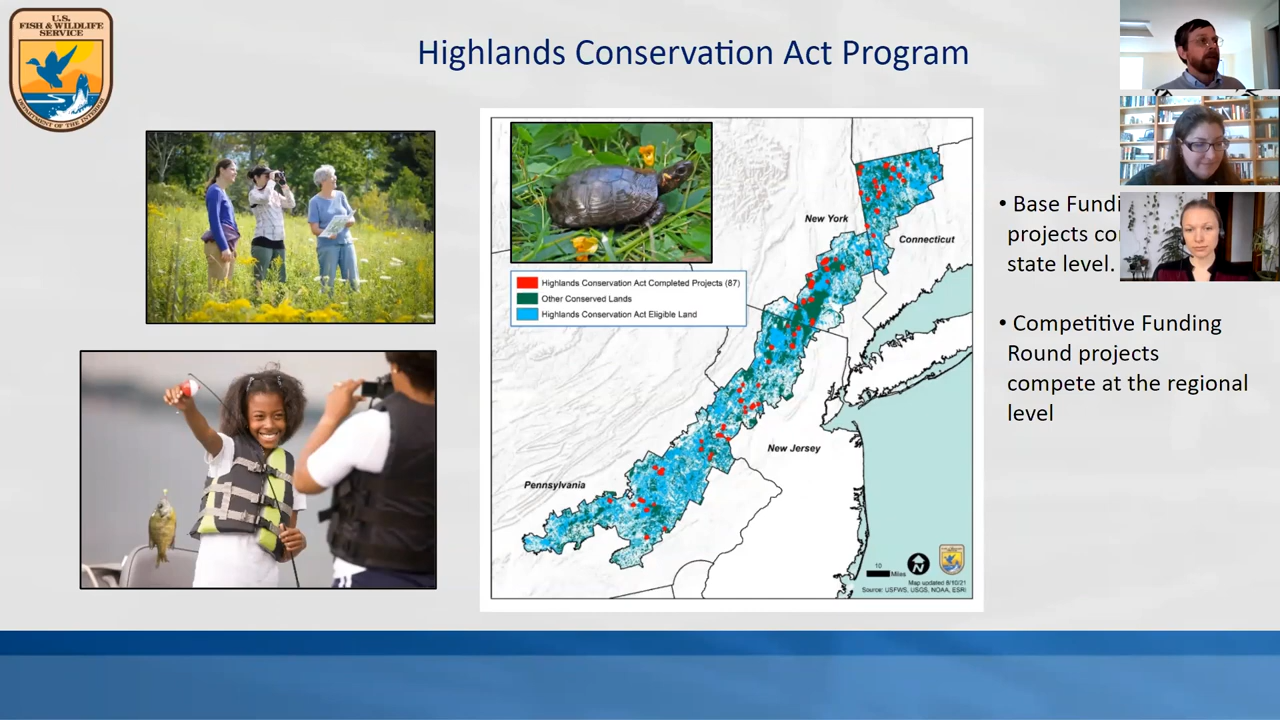 U.S.
FISH & WILDLIFE
SERVICE
DEPARTMENT OF THE INTERIOR
Highlands Conservation Act Program
New York
Connecticut
Highlands Conservation Act Completed Projects (87)
Other Conserved Lands
Highlands Conservation Act Eligible Land
New Jersey
Pennsylvania
10
Miles
N
Map updated 8/10/21
Source: USFWS, USGS, NOAA, ESRI
• Base Fundi
projects co
state level.
• Competitive Funding
Round projects
compete at the regional
level